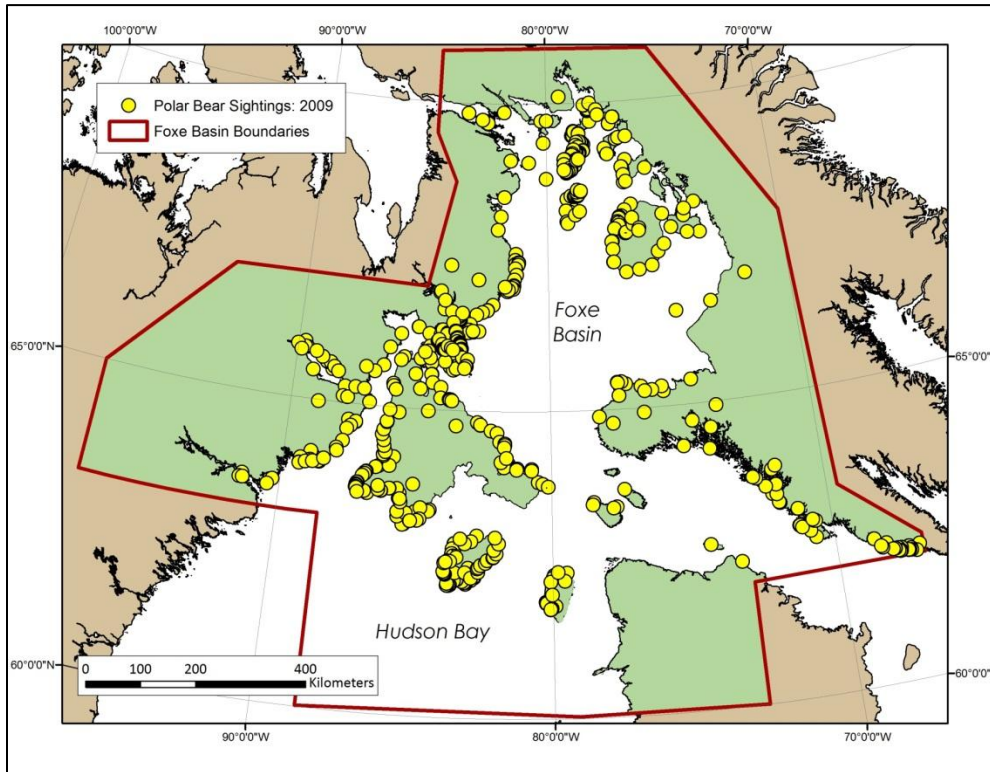 100°0'0"W
90°0'0"W
80°0'0"W
70°0'0"W
Polar Bear Sightings: 2009
Foxe Basin Boundaries
Foxe
Basin
65°0'0"N
65°0'0"N
Hudson Bay
60°0'0"N
60°0'0"N
0 100 200 400
Kilometers
90°0'0"W
80°0'0"W
70°0'0"W